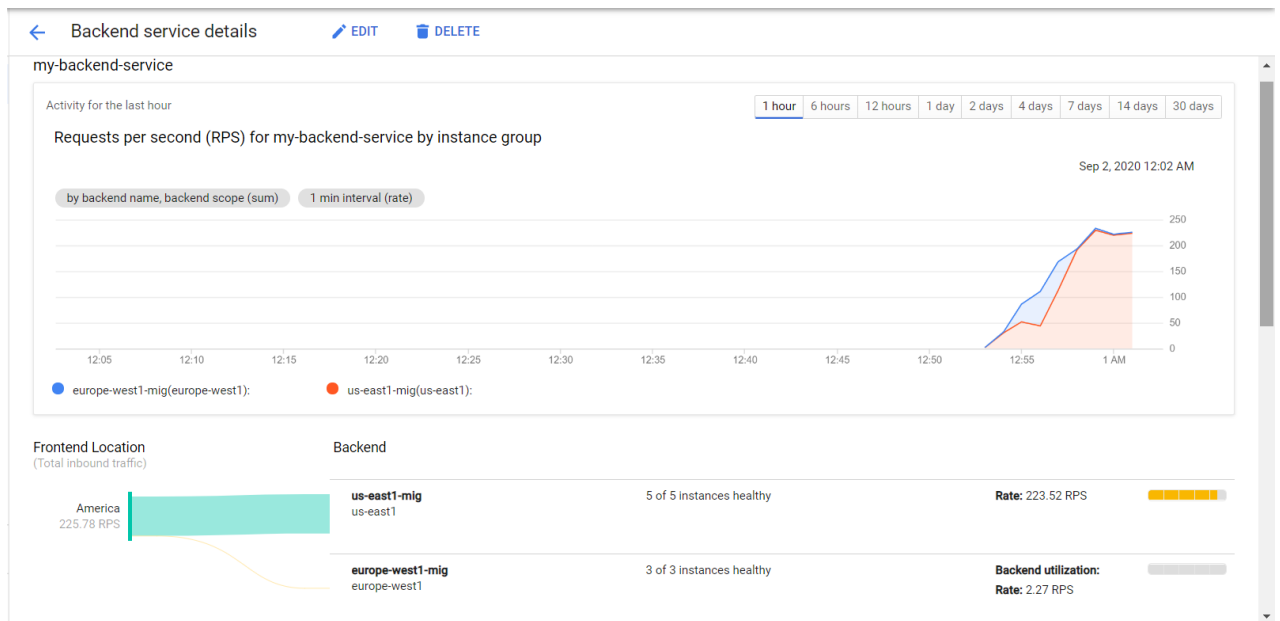 Backend service details EDIT DELETE
my-backend-service
Activity for the last hour
1 hour 6 hours 12 hours 1 day 2 days 4 days 7 days 14 days 30 days
Requests per second (RPS) for my-backend-service by instance group
Sep 2, 2020 12:02 AM
by backend name, backend scope (sum) 1 min interval (rate)
250
200
150
100
50
0
12:05 12:10 12:15 12:20 12:25 12:30 12:35 12:40 12:45 12:50 12:55 1 AM
europe-west1-mig(europe-west1): us-east1-mig(us-east1):
Frontend Location Backend
(Total inbound traffic)
us-east1-mig 5 of 5 instances healthy Rate: 223.52 RPS
America us-east1
225.78 RPS
europe-west1-mig 3 of 3 instances healthy Backend utilization:
europe-west1 Rate: 2.27 RPS